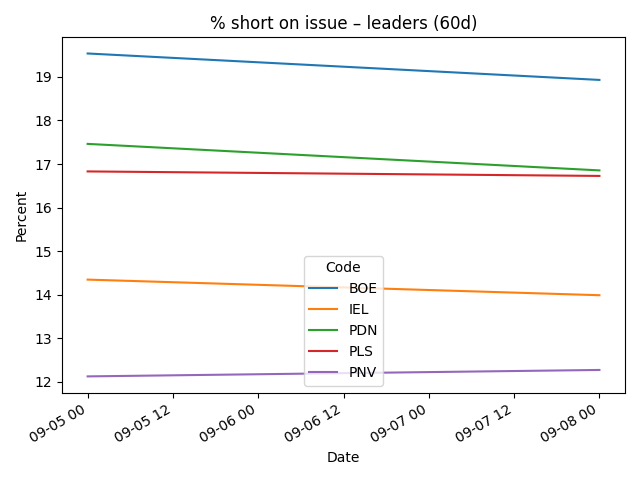 % short on issue – leaders (60d)
Percent
19
18
17
16
15
14
13
12
Code
BOE
IEL
PDN
PLS
PNV
09-05 00
09-05 12
09-06 00
09-06 12
09-07 00
09-07 12
09-08 00
Date